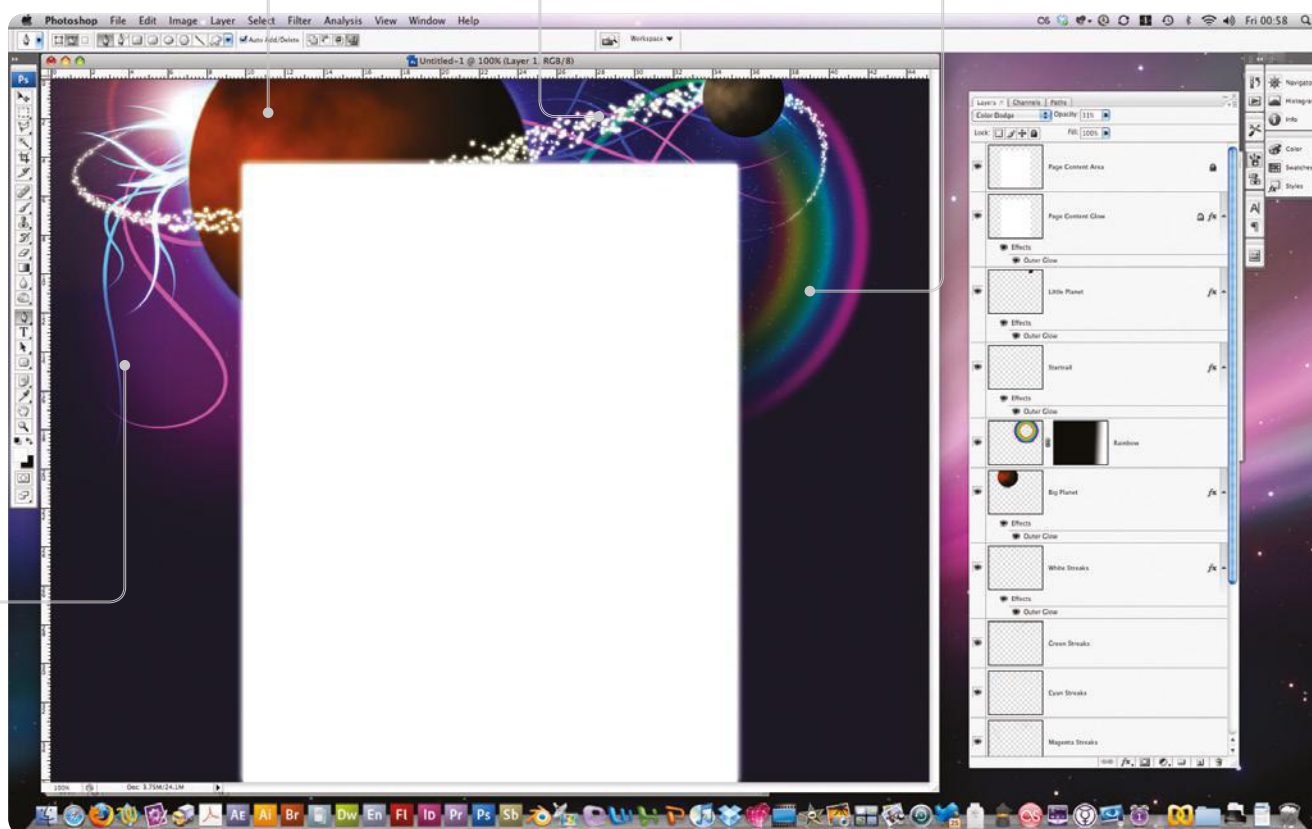 Photoshop File Edit Image Layer Select Filter Analysis View Window Help
Fri 00:58
Auto Add/Delete
Workspace
Untitled-1 @ 100% (Layer 1, RGB/8)
Ps
Layers Channels Paths
Color Dodge Opacity: 33%
Lock: Fill: 100%
Page Content Area
Page Content Glow
Effects
Outer Glow
Little Planet
Effects
Outer Glow
Startrail
Effects
Outer Glow
Rainbow
Big Planet
Effects
Outer Glow
White Streaks
Effects
Outer Glow
Green Streaks
Cyan Streaks
Magenta Streaks
Navigato
Histogra
Info
Color
Swatches
Styles
100% Doc: 3.75M/24.1M
AE Ai Br Dw En Fl ID Pr Ps Sb